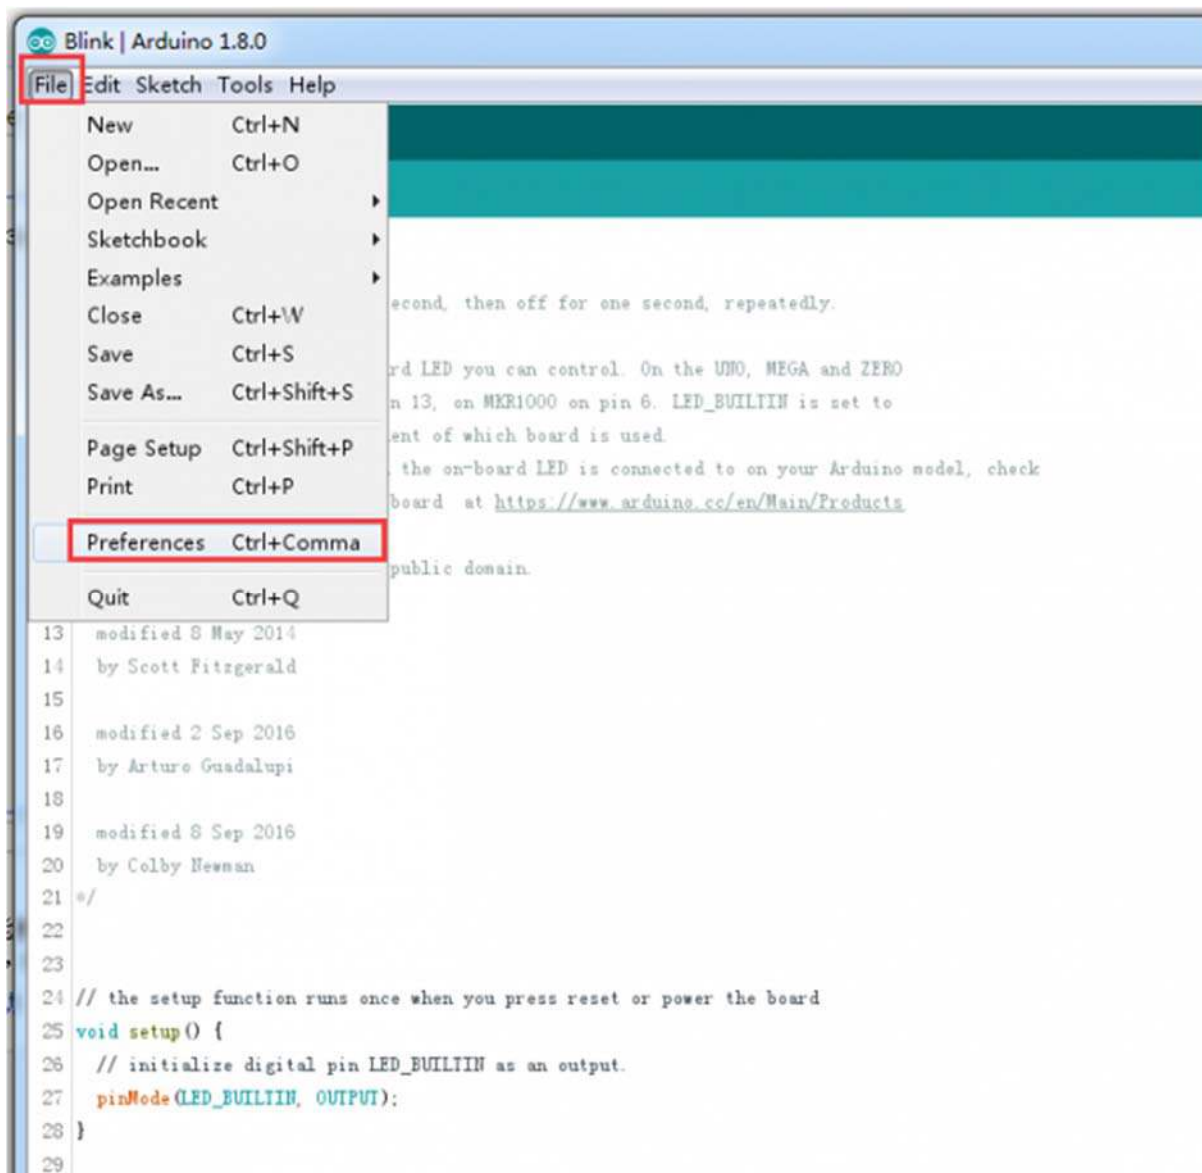 Blink | Arduino 1.8.0
File Edit Sketch Tools Help
New Ctrl+N
Open... Ctrl+O
Open Recent
Sketchbook
Examples
Close Ctrl+W
Save Ctrl+S
Save As... Ctrl+Shift+S
Page Setup Ctrl+Shift+P
Print Ctrl+P
Preferences Ctrl+Comma
Quit Ctrl+Q
econd, then off for one second, repeatedly.
rd LED you can control. On the UNO, MEGA and ZERO
n 13, on MKR1000 on pin 6. LED_BUILTIN is set to
ent of which board is used.
the on-board LED is connected to on your Arduino model, check
board at https://www.arduino.cc/en/Main/Products
public domain.
13 modified 8 May 2014
14 by Scott Fitzgerald
15
16 modified 2 Sep 2016
17 by Arturo Guadalupi
18
19 modified 8 Sep 2016
20 by Colby Newman
21 */
22
23
24 // the setup function runs once when you press reset or power the board
25 void setup() {
26 // initialize digital pin LED_BUILTIN as an output.
27 pinMode(LED_BUILTIN, OUTPUT);
28 }
29